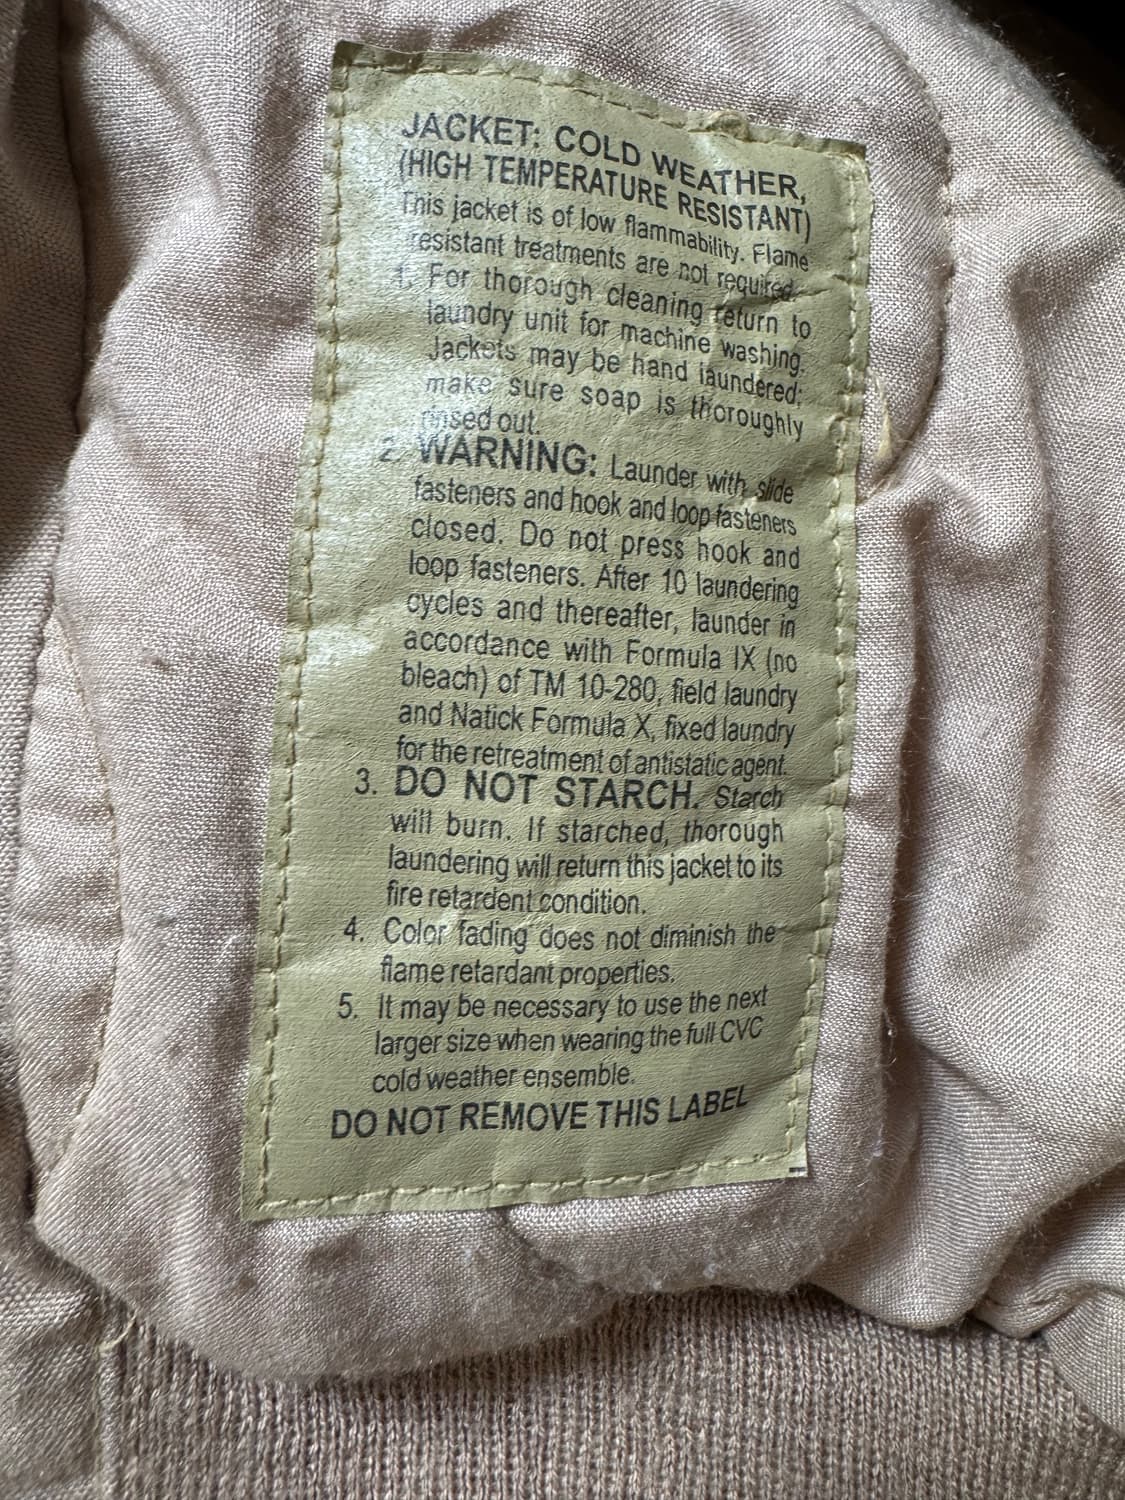 JACKET: COLD WEATHER,
(HIGH TEMPERATURE RESISTANT)
This jacket is of low flammability. Flame
resistant treatments are not required.
1. For thorough cleaning return to
laundry unit for machine washing.
Jackets may be hand laundered;
make sure soap is thoroughly
rinsed out.
2. WARNING: Launder with slide
fasteners and hook and loop fasteners
closed. Do not press hook and
loop fasteners. After 10 laundering
cycles and thereafter, launder in
accordance with Formula IX (no
bleach) of TM 10-280, field laundry
and Natick Formula X, fixed laundry
for the retreatment of antistatic agent.
3. DO NOT STARCH. Starch
will burn. If starched, thorough
laundering will return this jacket to its
fire retardent condition.
4. Color fading does not diminish the
flame retardant properties.
5. It may be necessary to use the next
larger size when wearing the full CVC
cold weather ensemble.
DO NOT REMOVE THIS LABEL